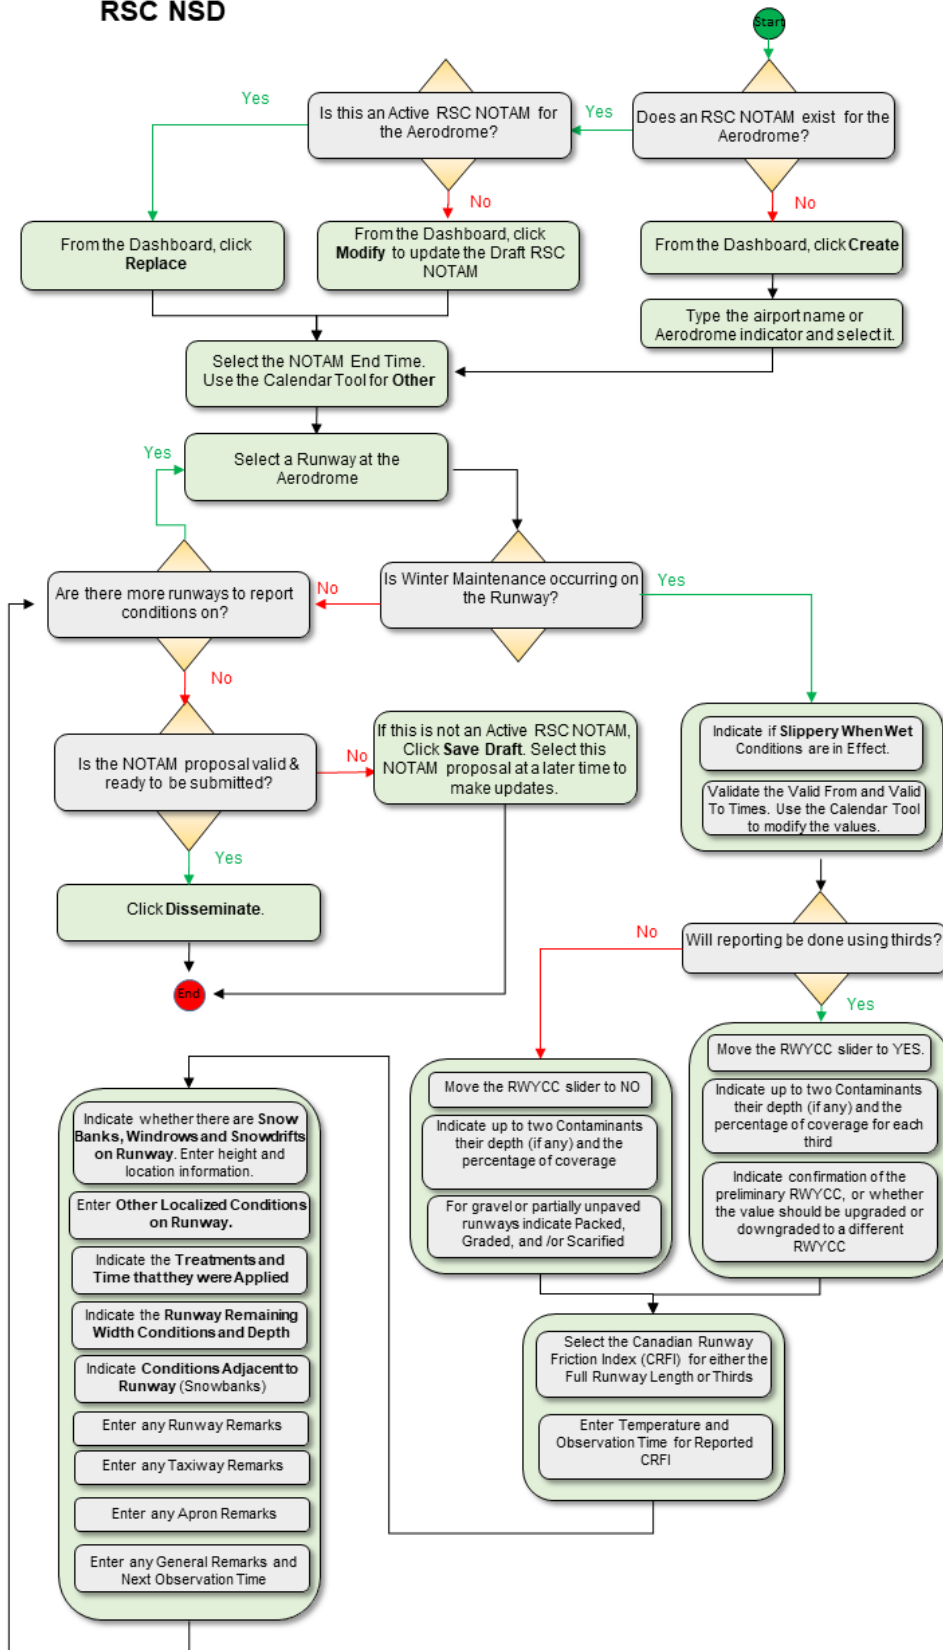 RSC NSD
Start
Does an RSC NOTAM exist for the
Aerodrome?
Yes
Is this an Active RSC NOTAM for
the Aerodrome?
Yes
No
No
From the Dashboard, click
Replace
From the Dashboard, click
Modify to update the Draft RSC
NOTAM
From the Dashboard, click Create
Type the airport name or
Aerodrome indicator and select it.
Select the NOTAM End Time.
Use the Calendar Tool for Other
Yes
Select a Runway at the
Aerodrome
Are there more runways to report
conditions on?
No
Is Winter Maintenance occurring on
the Runway?
Yes
No
Is the NOTAM proposal valid &
ready to be submitted?
No
If this is not an Active RSC NOTAM,
Click Save Draft. Select this
NOTAM proposal at a later time to
make updates.
Yes
Click Disseminate.
End
Indicate if Slippery When Wet
Conditions are in Effect.
Validate the Valid From and Valid
To Times. Use the Calendar Tool
to modify the values.
Will reporting be done using thirds?
No
Yes
Move the RWYCC slider to NO
Indicate up to two Contaminants
their depth (if any) and the
percentage of coverage
For gravel or partially unpaved
runways indicate Packed,
Graded, and /or Scarified
Move the RWYCC slider to YES.
Indicate up to two Contaminants
their depth (if any) and the
percentage of coverage for each
third
Indicate confirmation of the
preliminary RWYCC, or whether
the value should be upgraded or
downgraded to a different
RWYCC
Select the Canadian Runway
Friction Index (CRFI) for either the
Full Runway Length or Thirds
Enter Temperature and
Observation Time for Reported
CRFI
Indicate whether there are Snow
Banks, Windrows and Snowdrifts
on Runway. Enter height and
location information.
Enter Other Localized Conditions
on Runway.
Indicate the Treatments and
Time that they were Applied
Indicate the Runway Remaining
Width Conditions and Depth
Indicate Conditions Adjacent to
Runway (Snowbanks)
Enter any Runway Remarks
Enter any Taxiway Remarks
Enter any Apron Remarks
Enter any General Remarks and
Next Observation Time